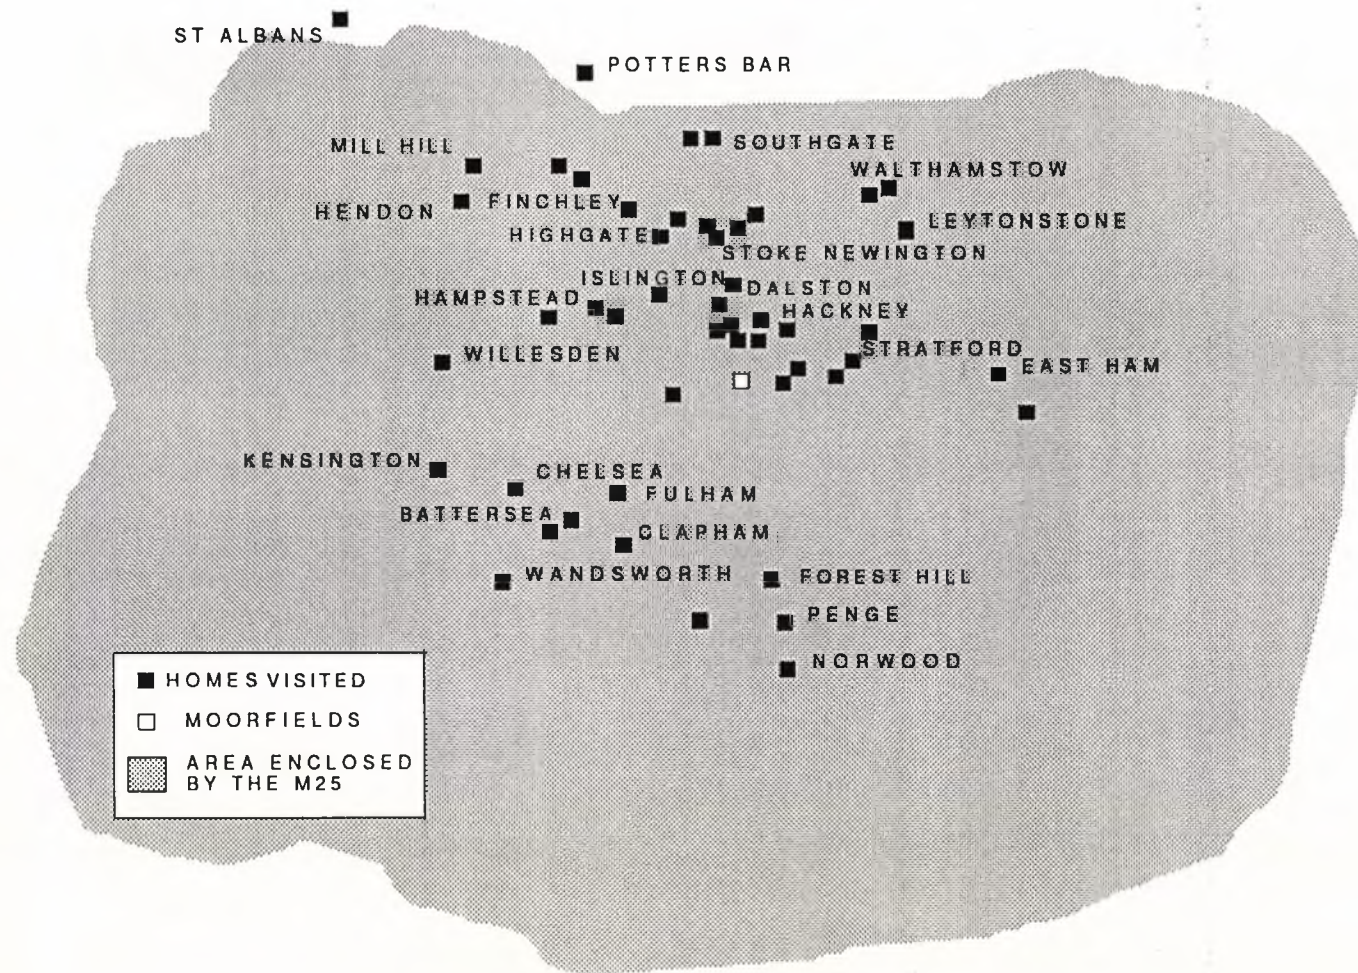 ST ALBANS
POTTERS BAR
SOUTHGATE
MILL HILL
WALTHAMSTOW
HENDON
FINCHLEY
LEYTONSTONE
HIGHGATE
STOKE NEWINGTON
ISLINGTON
DALSTON
HAMPSTEAD
HACKNEY
STRATFORD
WILLESDEN
EAST HAM
KENSINGTON
CHELSEA
FULHAM
BATTERSEA
CLAPHAM
WANDSWORTH
FOREST HILL
PENGE
NORWOOD
HOMES VISITED
MOORFIELDS
AREA ENCLOSED
BY THE M25